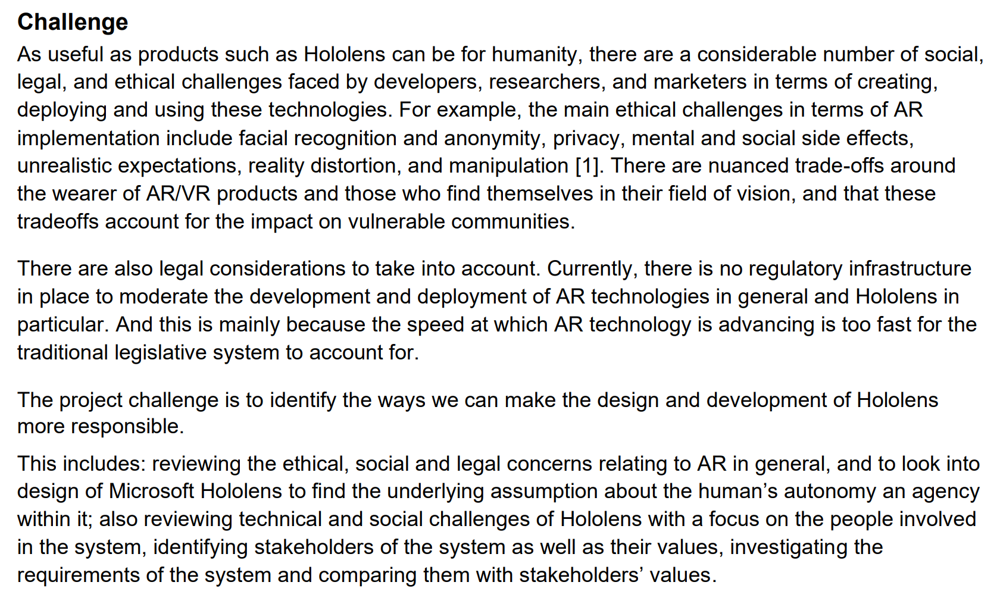 Challenge
As useful as products such as Hololens can be for humanity, there are a considerable number of social,
legal, and ethical challenges faced by developers, researchers, and marketers in terms of creating,
deploying and using these technologies. For example, the main ethical challenges in terms of AR
implementation include facial recognition and anonymity, privacy, mental and social side effects,
unrealistic expectations, reality distortion, and manipulation [1]. There are nuanced trade-offs around
the wearer of AR/VR products and those who find themselves in their field of vision, and that these
tradeoffs account for the impact on vulnerable communities.
There are also legal considerations to take into account. Currently, there is no regulatory infrastructure
in place to moderate the development and deployment of AR technologies in general and Hololens in
particular. And this is mainly because the speed at which AR technology is advancing is too fast for the
traditional legislative system to account for.
The project challenge is to identify the ways we can make the design and development of Hololens
more responsible.
This includes: reviewing the ethical, social and legal concerns relating to AR in general, and to look into
design of Microsoft Hololens to find the underlying assumption about the human’s autonomy an agency
within it; also reviewing technical and social challenges of Hololens with a focus on the people involved
in the system, identifying stakeholders of the system as well as their values, investigating the
requirements of the system and comparing them with stakeholders’ values.